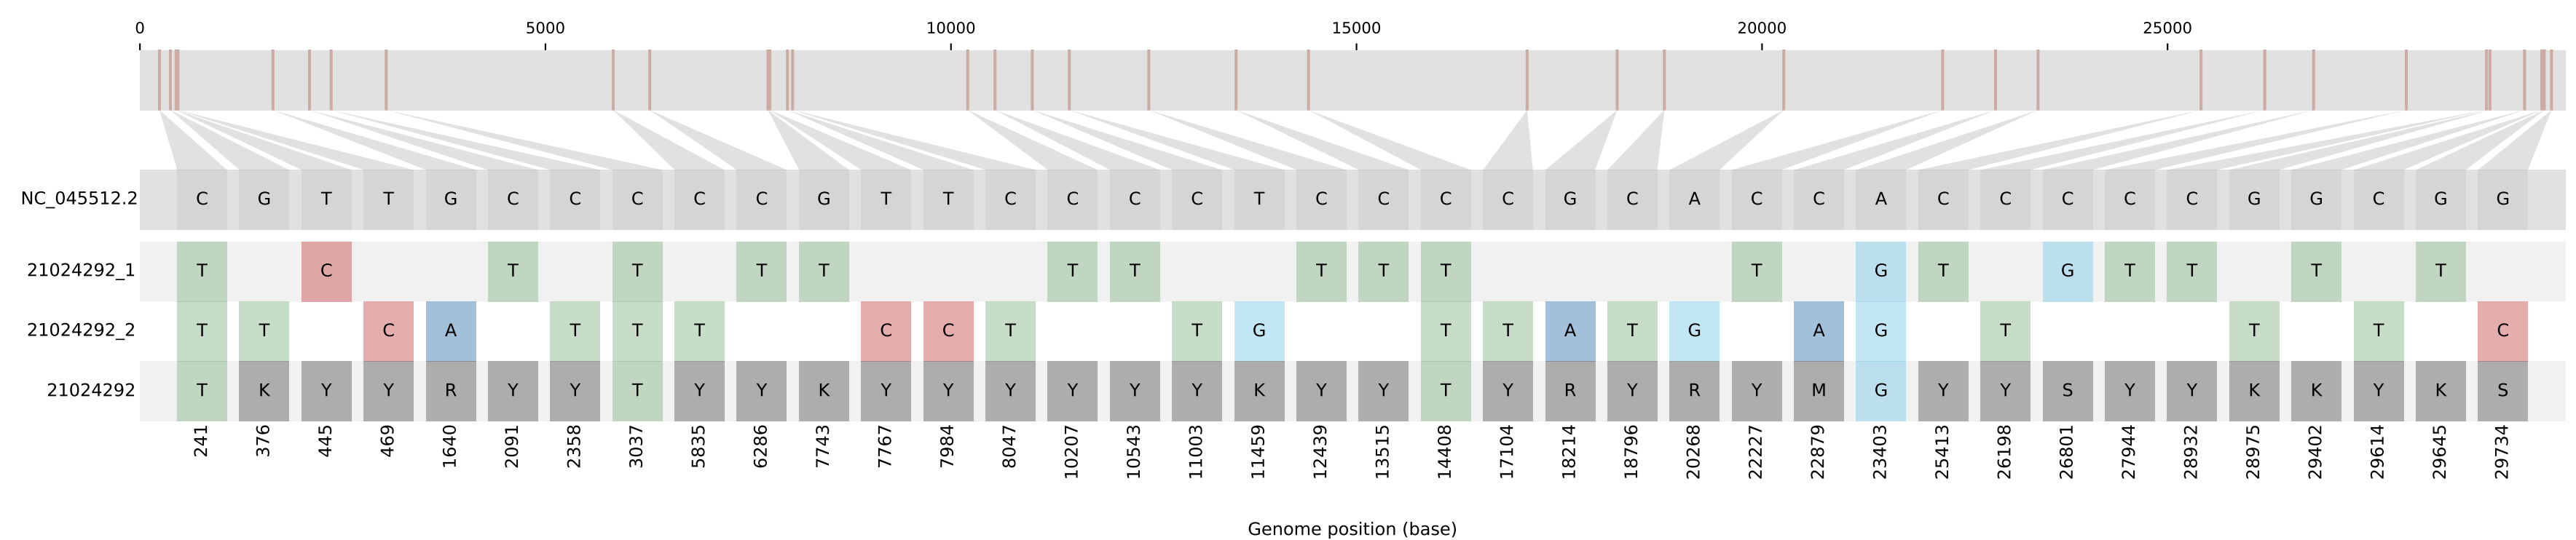 0 5000 10000 15000 20000 25000
NC_045512.2 C G T T G C C C C C G T T C C C C T C C C C G C A C C A C C C C C G G C G G
21024292_1 T C T T T T T T T T T T G T G T T T T
21024292_2 T T C A T T T C C T T G T T A T G A G T T T C
21024292 T K Y Y R Y Y T Y Y K Y Y Y Y Y Y K Y Y T Y R Y R Y M G Y Y S Y Y K K Y K S
241 376 445 469 1640 2091 2358 3037 5835 6286 7743 7767 7984 8047 10207 10543 11003 11459 12439 13515 14408 17104 18214 18796 20268 22227 22879 23403 25413 26198 26801 27944 28932 28975 29402 29614 29645 29734
Genome position (base)